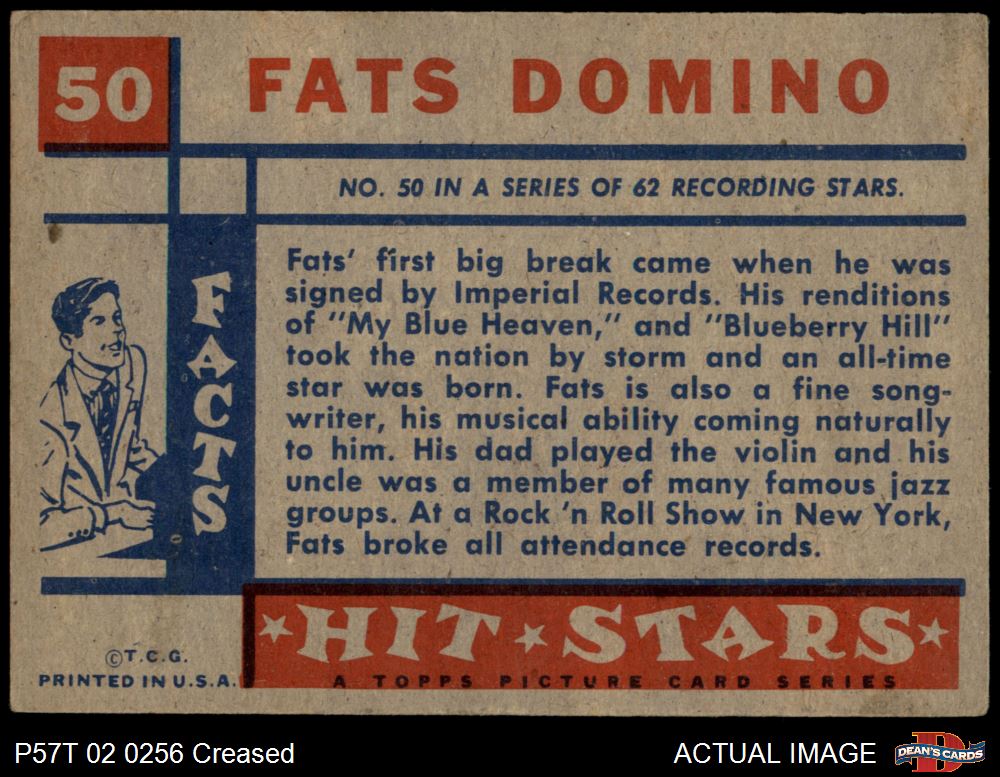 50
FATS DOMINO
NO. 50 IN A SERIES OF 62 RECORDING STARS.
FACTS
Fats' first big break came when he was
signed by Imperial Records. His renditions
of "My Blue Heaven," and "Blueberry Hill"
took the nation by storm and an all-time
star was born. Fats is also a fine song-
writer, his musical ability coming naturally
to him. His dad played the violin and his
uncle was a member of many famous jazz
groups. At a Rock 'n Roll Show in New York,
Fats broke all attendance records.
HIT STARS
A TOPPS PICTURE CARD SERIES
©T.C.G.
PRINTED IN U.S.A.
P57T 02 0256 Creased
ACTUAL IMAGE
DEAN'S CARDS